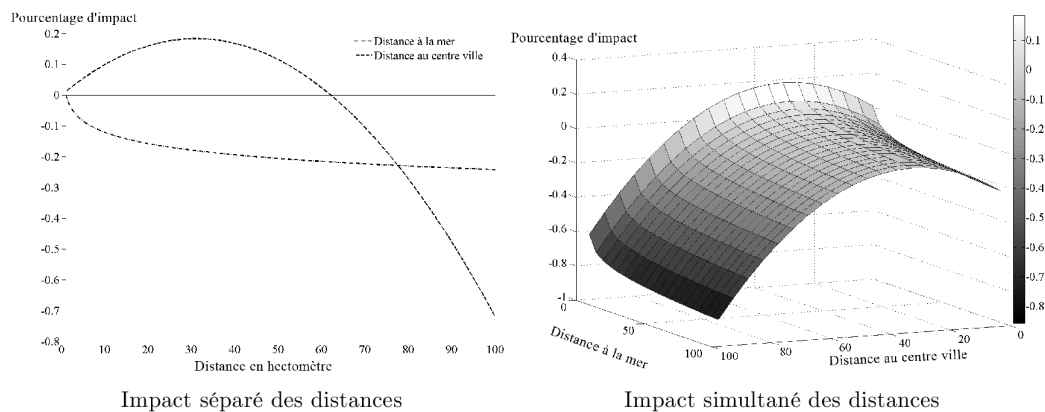 Pourcentage d'impact
0.2
0.1
0
-0.1
-0.2
-0.3
-0.4
-0.5
-0.6
-0.7
-0.8
Distance à la mer
Distance au centre ville
0 10 20 30 40 50 60 70 80 90 100
Distance en hectomètre
Impact séparé des distances
Pourcentage d'impact
0.4
0.2
0
-0.2
-0.4
-0.6
-0.8
-1
0 50 100
Distance à la mer
100 80 60 40 20 0
Distance au centre ville
0.1
0
-0.1
-0.2
-0.3
-0.4
-0.5
-0.6
-0.7
-0.8
Impact simultané des distances